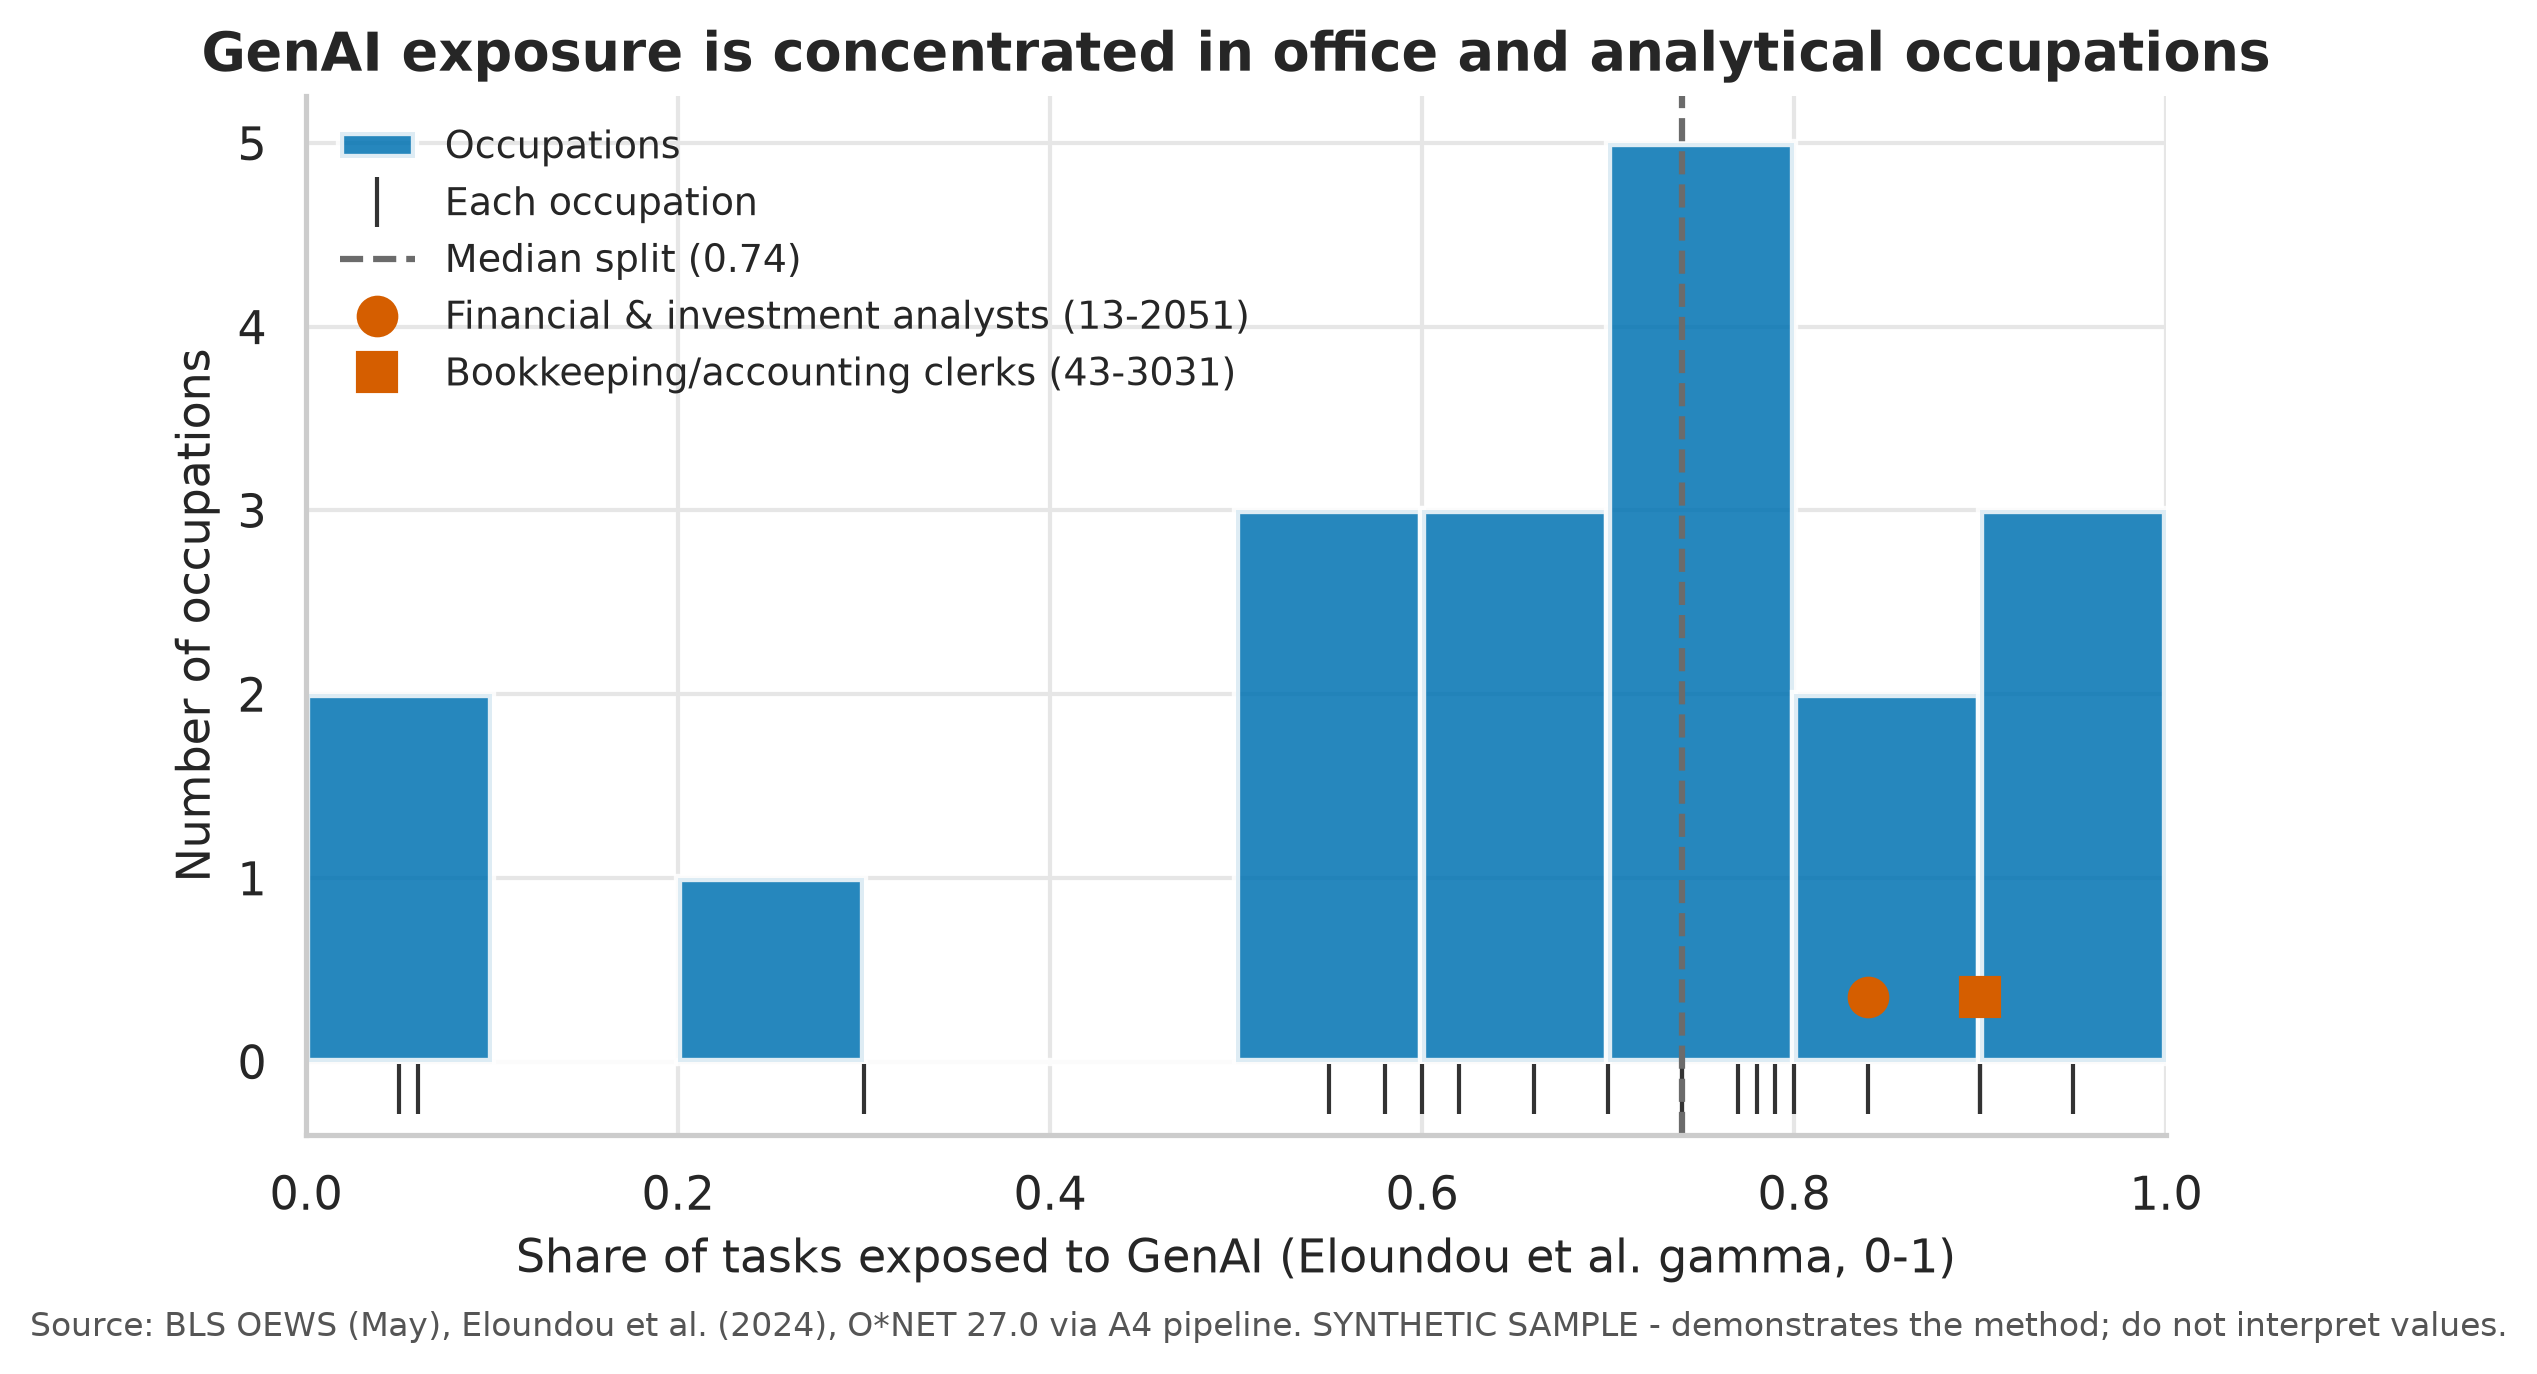 GenAI exposure is concentrated in office and analytical occupations
Occupations
Each occupation
Median split (0.74)
Financial & investment analysts (13-2051)
Bookkeeping/accounting clerks (43-3031)
Number of occupations
5
4
3
2
1
0
0.0 0.2 0.4 0.6 0.8 1.0
Share of tasks exposed to GenAI (Eloundou et al. gamma, 0-1)
Source: BLS OEWS (May), Eloundou et al. (2024), O*NET 27.0 via A4 pipeline. SYNTHETIC SAMPLE - demonstrates the method; do not interpret values.